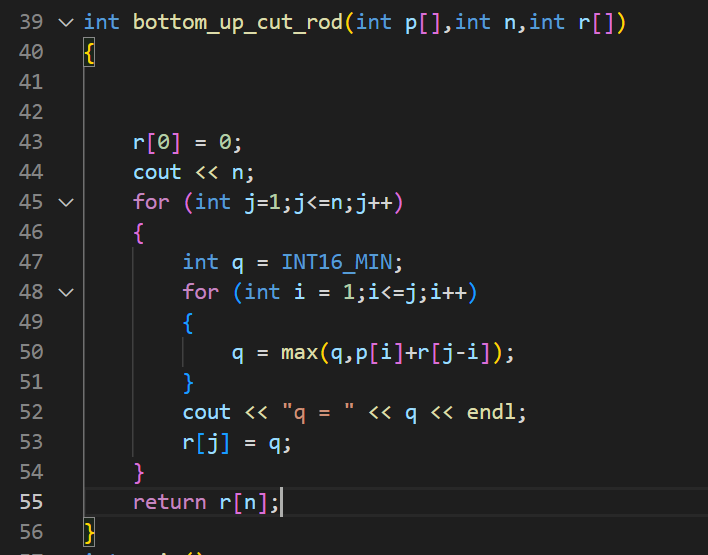 39 int bottom_up_cut_rod(int p[],int n,int r[])
40 {
41
42
43 r[0] = 0;
44 cout << n;
45 for (int j=1;j<=n;j++)
46 {
47 int q = INT16_MIN;
48 for (int i = 1;i<=j;i++)
49 {
50 q = max(q,p[i]+r[j-i]);
51 }
52 cout << "q = " << q << endl;
53 r[j] = q;
54 }
55 return r[n];
56 }